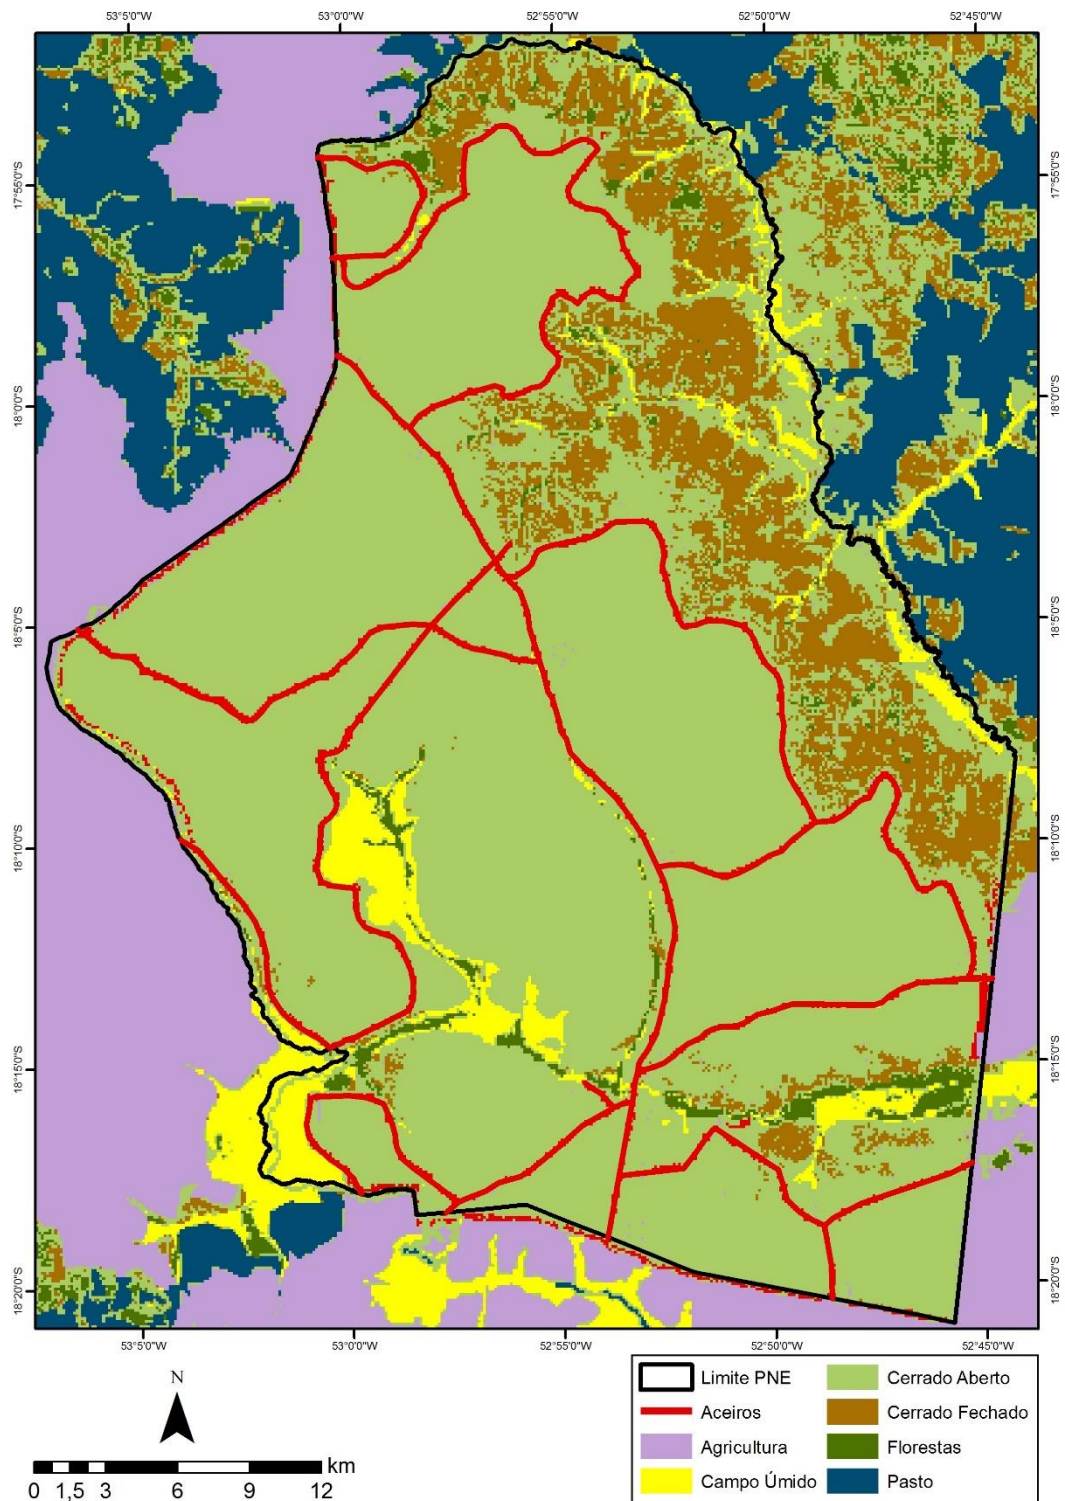 53°5'0"W 53°0'0"W 52°55'0"W 52°50'0"W 52°45'0"W
17°55'0"S 17°55'0"S
18°0'0"S 18°0'0"S
18°5'0"S 18°5'0"S
18°10'0"S 18°10'0"S
18°15'0"S 18°15'0"S
18°20'0"S 18°20'0"S
53°5'0"W 53°0'0"W 52°55'0"W 52°50'0"W 52°45'0"W
N
km
0 1,5 3 6 9 12
Limite PNE
Aceiros
Agricultura
Campo Úmido
Cerrado Aberto
Cerrado Fechado
Florestas
Pasto